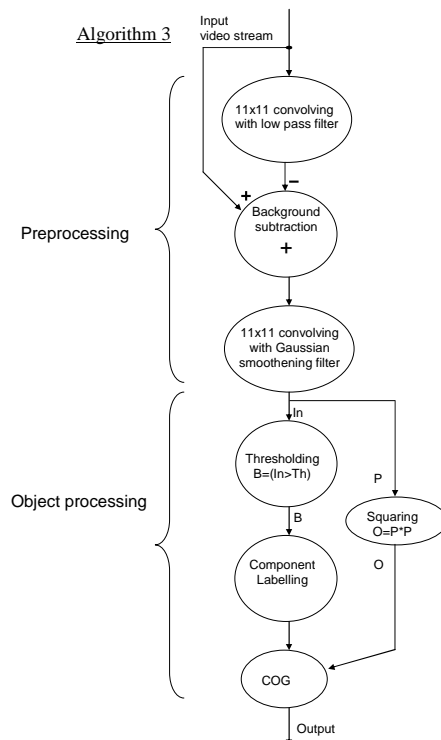 Algorithm 3
Input
video stream
11x11 convolving
with low pass filter
−
+
Background
subtraction
+
Preprocessing
11x11 convolving
with Gaussian
smoothening filter
In
Thresholding
B=(In>Th)
P
Object processing
B
Squaring
O=P*P
Component
Labelling
O
COG
Output